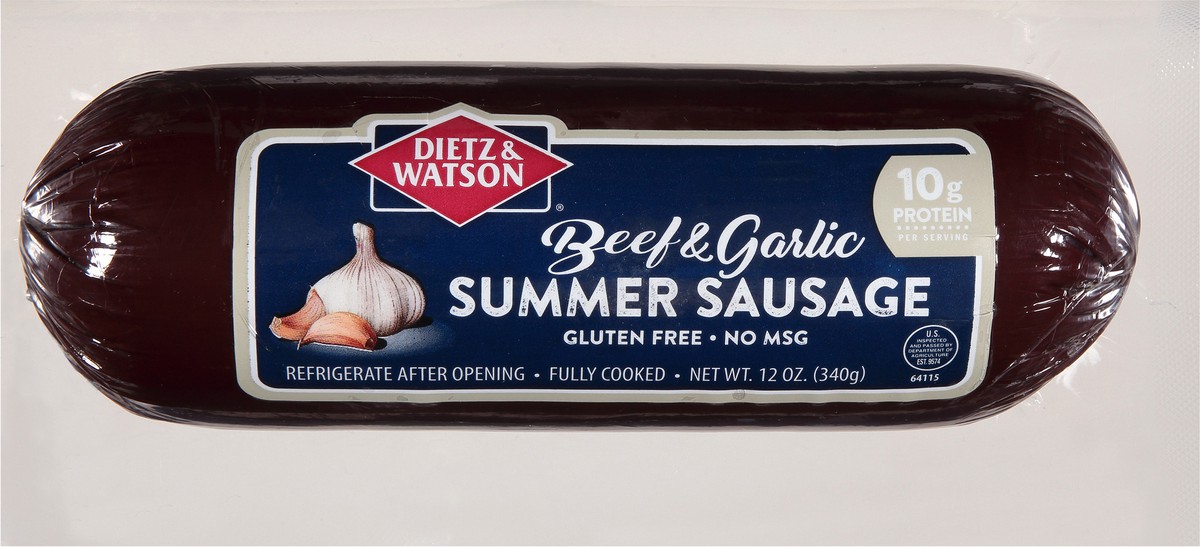 DIETZ &
WATSON
®
10g
PROTEIN
PER SERVING
Beef & Garlic
SUMMER SAUSAGE
GLUTEN FREE • NO MSG
U.S.
INSPECTED
AND PASSED BY
DEPARTMENT OF
AGRICULTURE
EST. 9574
64115
REFRIGERATE AFTER OPENING • FULLY COOKED • NET WT. 12 OZ. (340g)